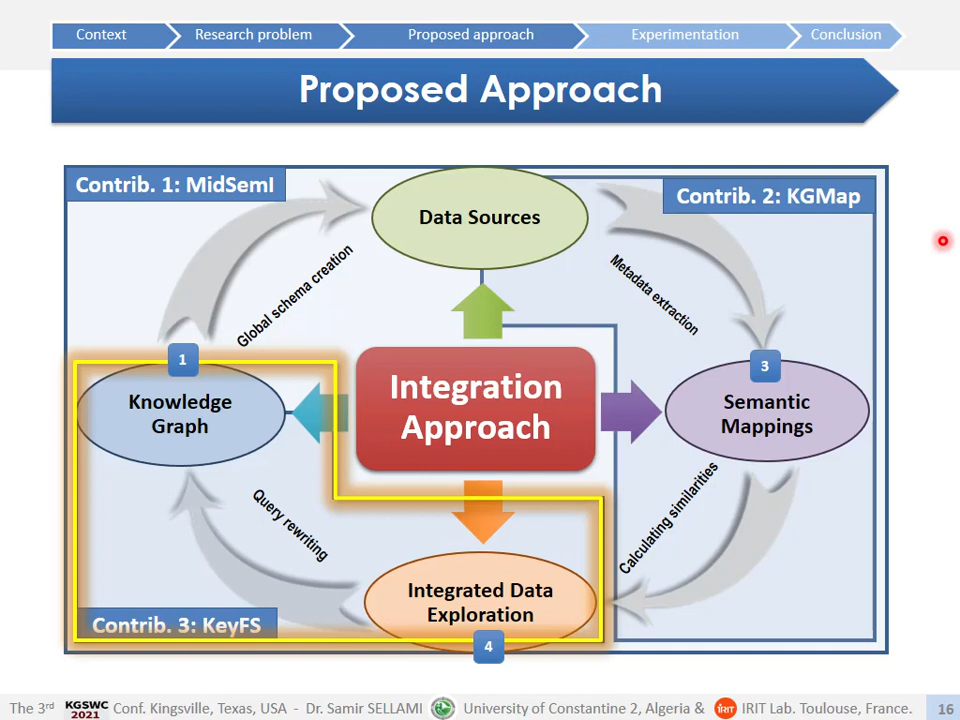 Context
Research problem
Proposed approach
Experimentation
Conclusion
Proposed Approach
Contrib. 1: MidSemI
Data Sources
Contrib. 2: KGMap
Global schema creation
Metadata extraction
1
3
Knowledge
Graph
Integration
Approach
Semantic
Mappings
Query rewriting
Calculating similarities
Integrated Data
Exploration
Contrib. 3: KeyFS
4
The 3rd KGSWC 2021 Conf. Kingsville, Texas, USA - Dr. Samir SELLAMI University of Constantine 2, Algeria & IRIT IRIT Lab. Toulouse, France.
16